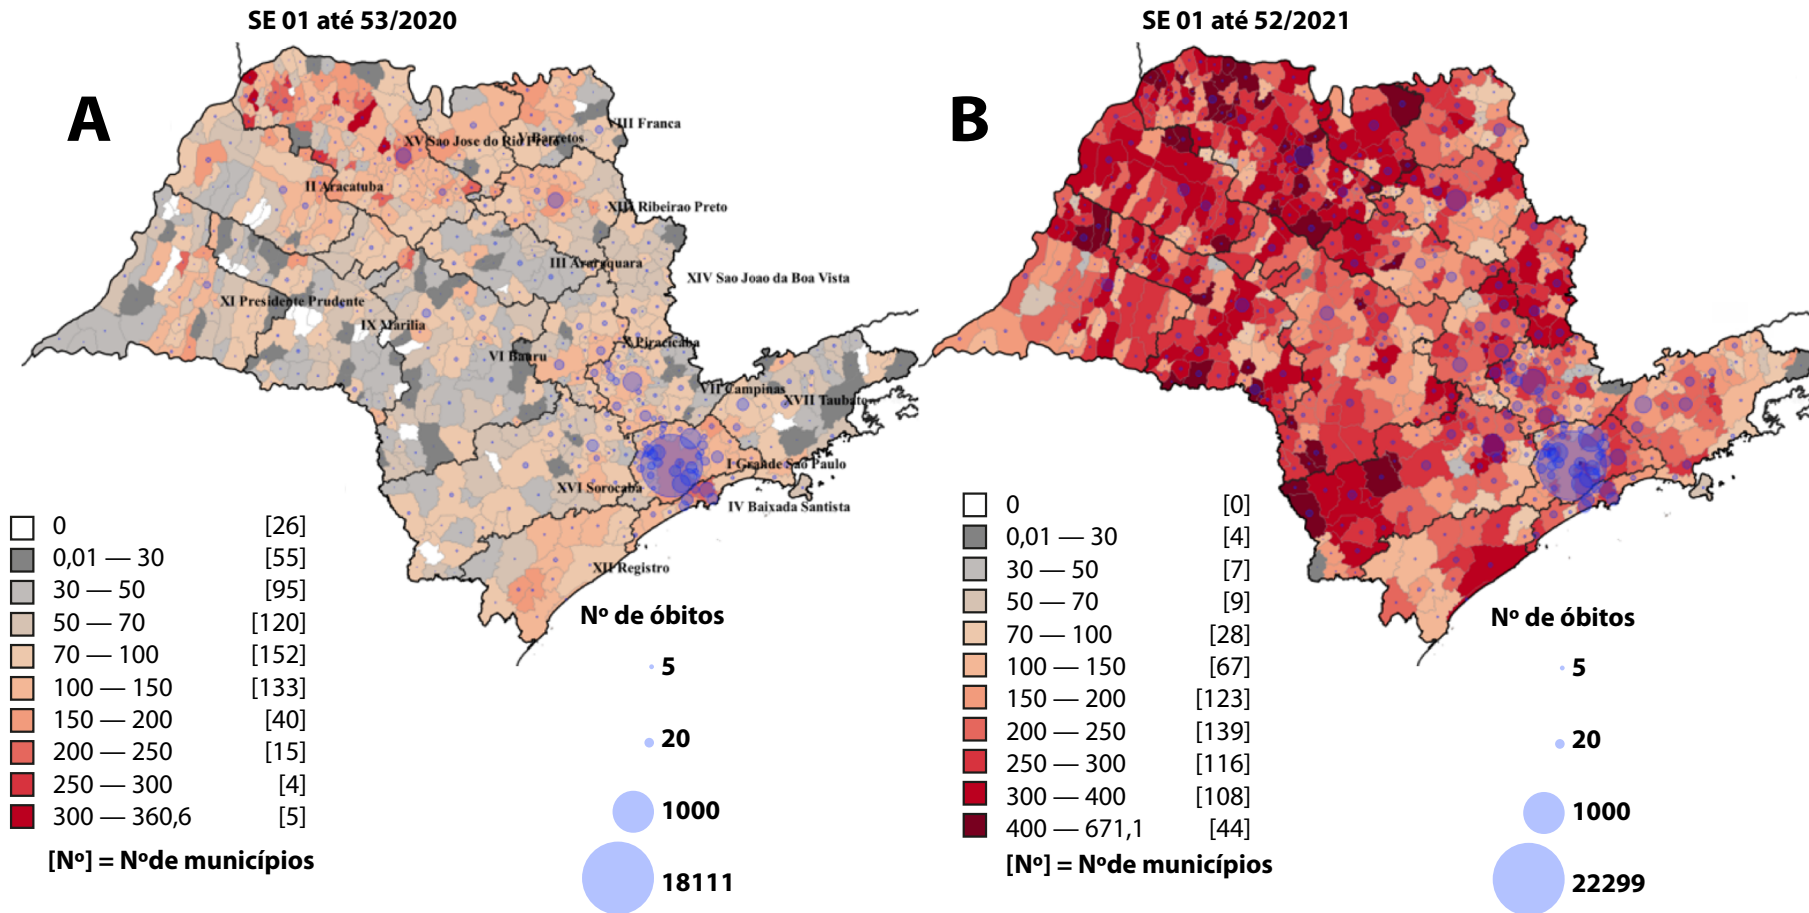 SE 01 até 53/2020
A
VIII Franca
XV Sao Jose do Rio Preto
V Barretos
II Aracatuba
XIII Ribeirao Preto
III Araraquara
XIV Sao Joao da Boa Vista
XI Presidente Prudente
IX Marilia
X Piracicaba
VI Bauru
VII Campinas
XVII Taubate
I Grande Sao Paulo
XVI Sorocaba
IV Baixada Santista
XII Registro
0 [26]
0,01 — 30 [55]
30 — 50 [95]
50 — 70 [120]
70 — 100 [152]
100 — 150 [133]
150 — 200 [40]
200 — 250 [15]
250 — 300 [4]
300 — 360,6 [5]
[Nº] = Nºde municípios
Nº de óbitos
5
20
1000
18111
SE 01 até 52/2021
B
0 [0]
0,01 — 30 [4]
30 — 50 [7]
50 — 70 [9]
70 — 100 [28]
100 — 150 [67]
150 — 200 [123]
200 — 250 [139]
250 — 300 [116]
300 — 400 [108]
400 — 671,1 [44]
[Nº] = Nºde municípios
Nº de óbitos
5
20
1000
22299